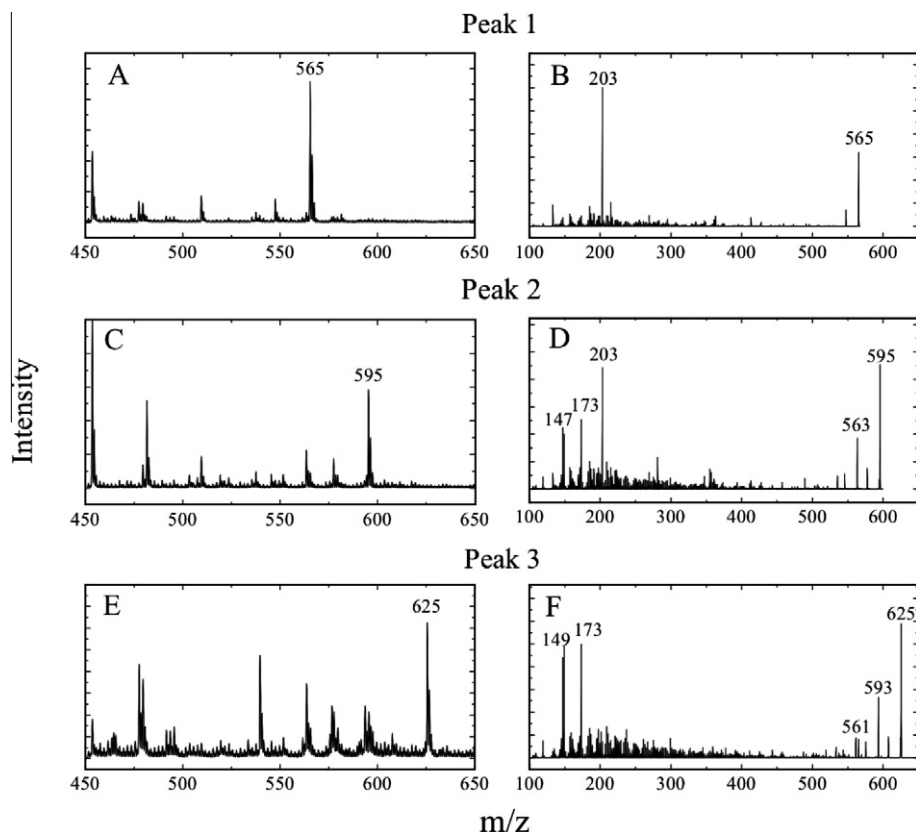 Peak 1
A
565
B
203
565
450 500 550 600 650
100 200 300 400 500 600
Peak 2
C
595
D
203
595
173
147
563
450 500 550 600 650
100 200 300 400 500 600
Peak 3
E
625
F
625
149
173
593
561
450 500 550 600 650
100 200 300 400 500 600
Intensity
m/z